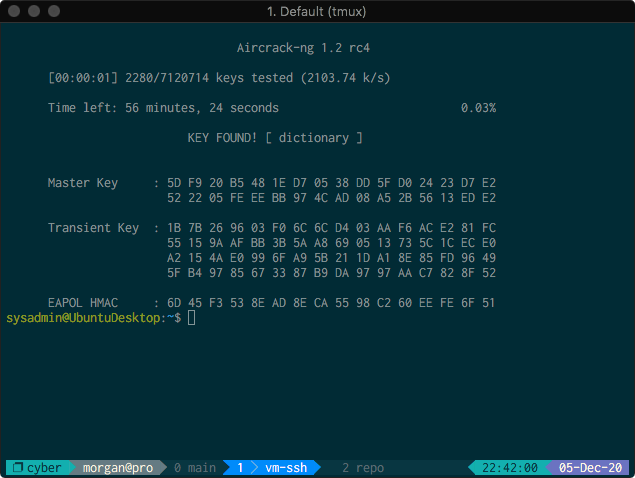 1. Default (tmux)
Aircrack-ng 1.2 rc4
[00:00:01] 2280/7120714 keys tested (2103.74 k/s)
Time left: 56 minutes, 24 seconds 0.03%
KEY FOUND! [ dictionary ]
Master Key : 5D F9 20 B5 48 1E D7 05 38 DD 5F D0 24 23 D7 E2
52 22 05 FE EE BB 97 4C AD 08 A5 2B 56 13 ED E2
Transient Key : 1B 7B 26 96 03 F0 6C 6C D4 03 AA F6 AC E2 81 FC
55 15 9A AF BB 3B 5A A8 69 05 13 73 5C 1C EC E0
A2 15 4A E0 99 6F A9 5B 21 1D A1 8E 85 FD 96 49
5F B4 97 85 67 33 87 B9 DA 97 97 AA C7 82 8F 52
EAPOL HMAC : 6D 45 F3 53 8E AD 8E CA 55 98 C2 60 EE FE 6F 51
sysadmin@UbuntuDesktop:~$
cyber morgan@pro 0 main 1 vm-ssh 2 repo 22:42:00 05-Dec-20